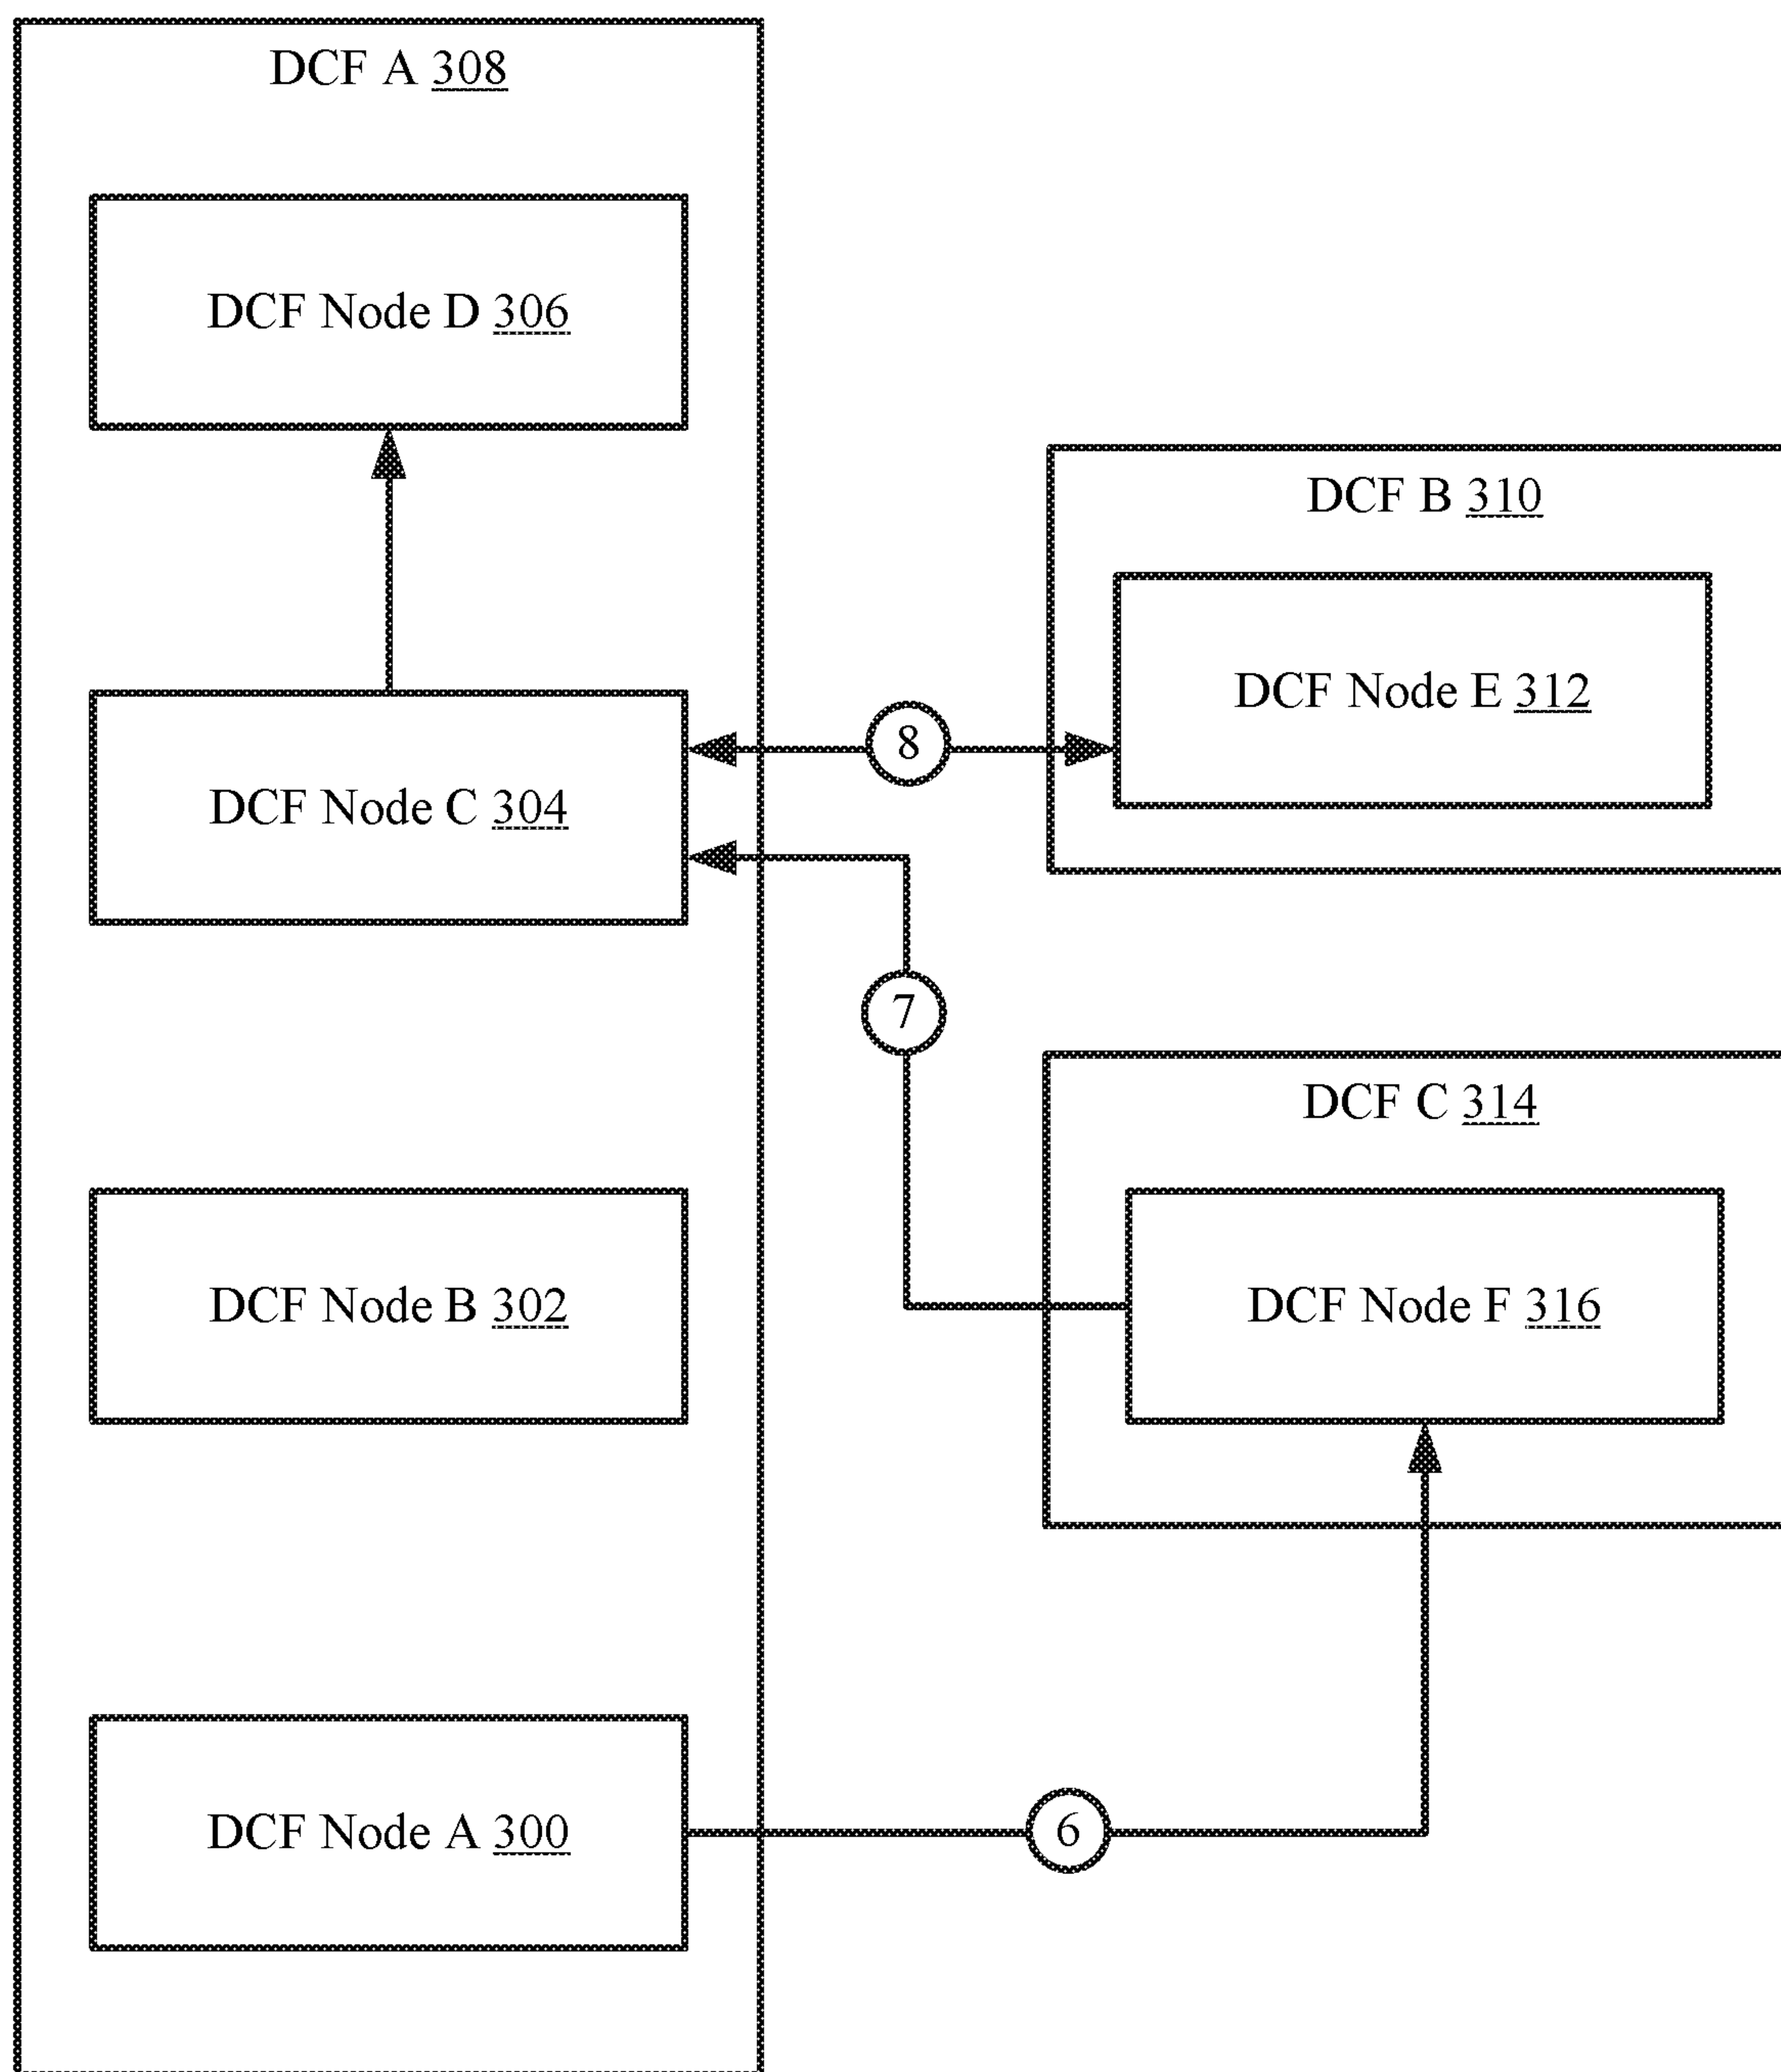 DCF A 308
DCF Node D 306
DCF B 310
DCF Node E 312
8
DCF Node C 304
7
DCF C 314
DCF Node B 302
DCF Node F 316
DCF Node A 300
6